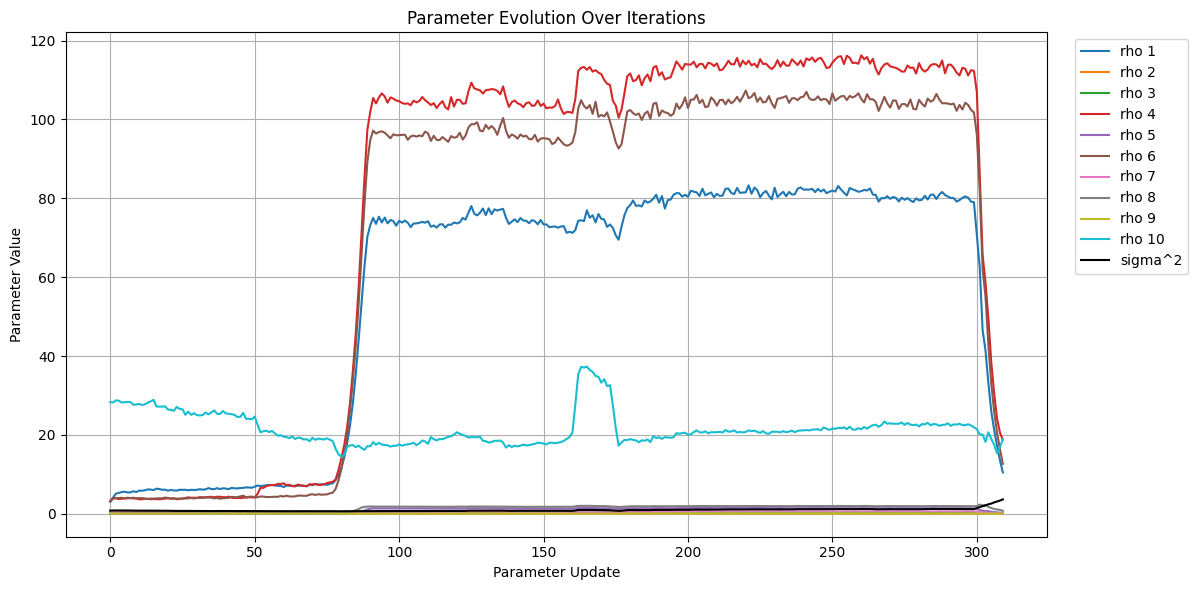 Parameter Evolution Over Iterations
Parameter Value
120
100
80
60
40
20
0
0
50
100
150
200
250
300
Parameter Update
rho 1
rho 2
rho 3
rho 4
rho 5
rho 6
rho 7
rho 8
rho 9
rho 10
sigma^2